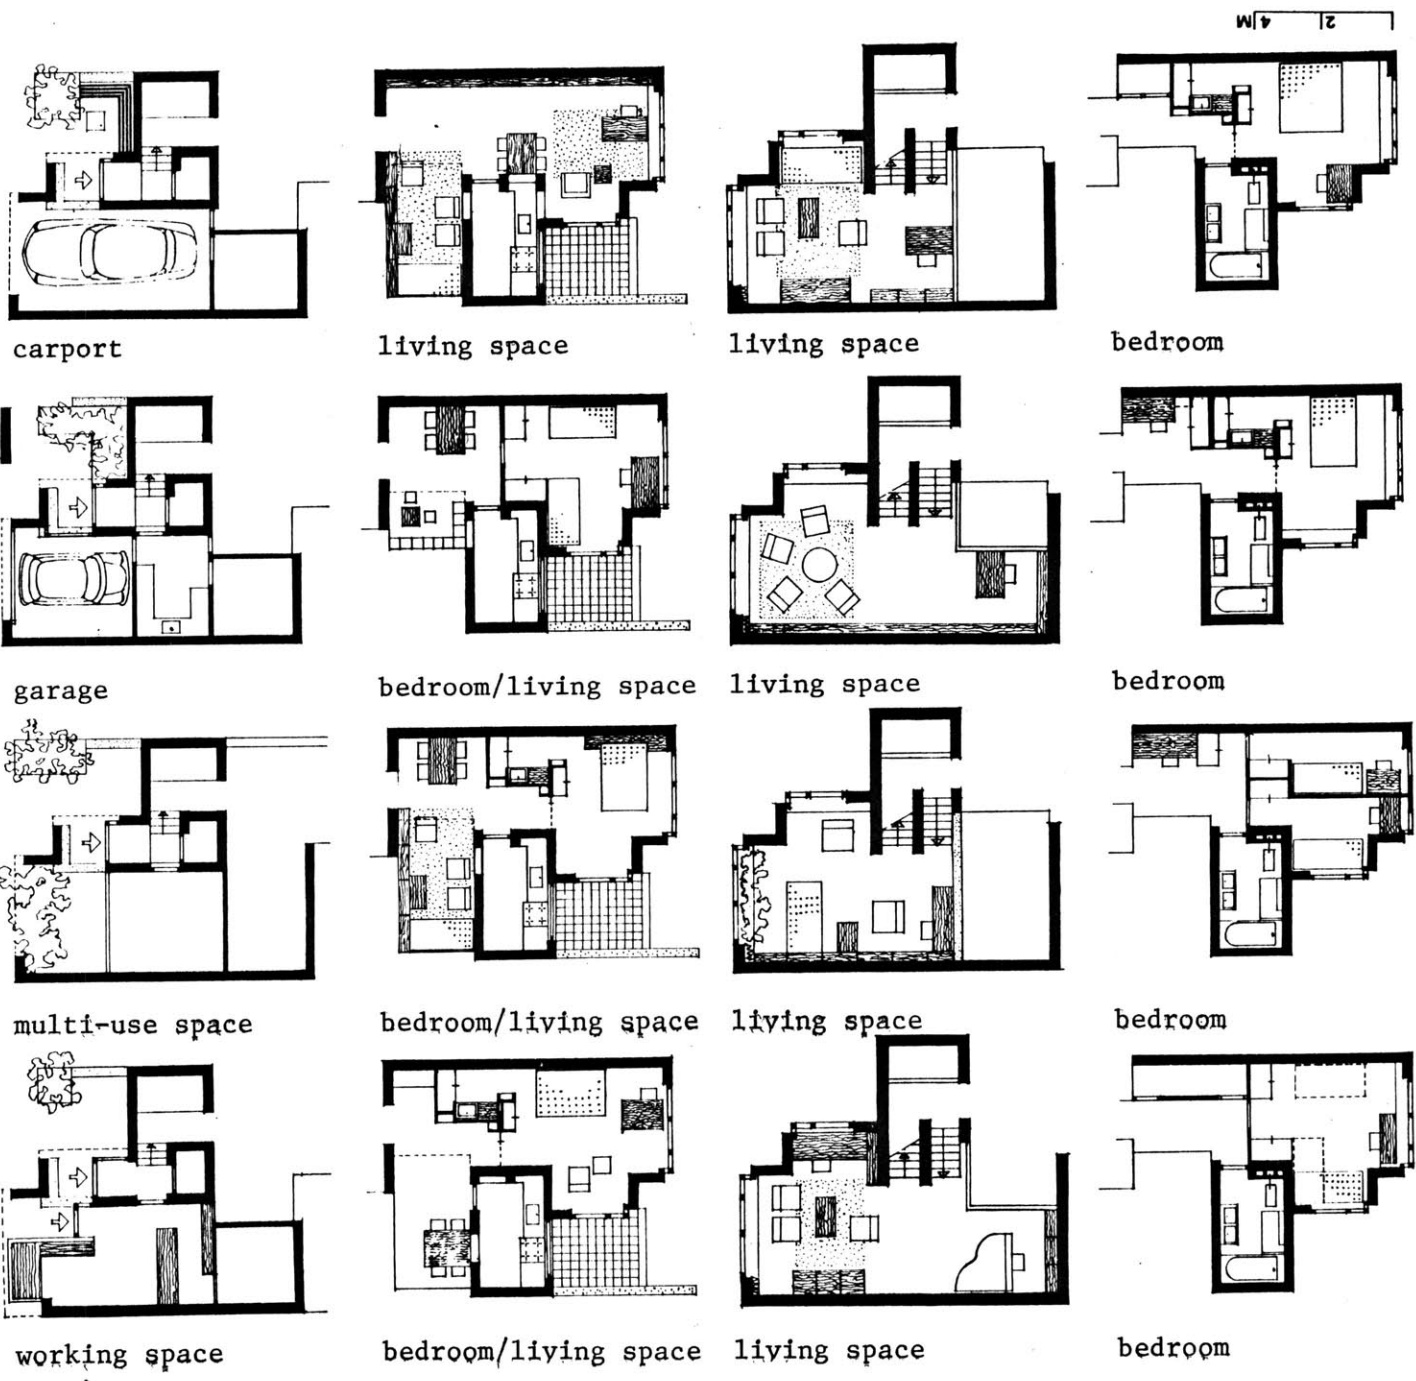 M 4 2
carport living space living space bedroom
garage bedroom/living space living space bedroom
multi-use space bedroom/living space living space bedroom
working space bedroom/living space living space bedroom